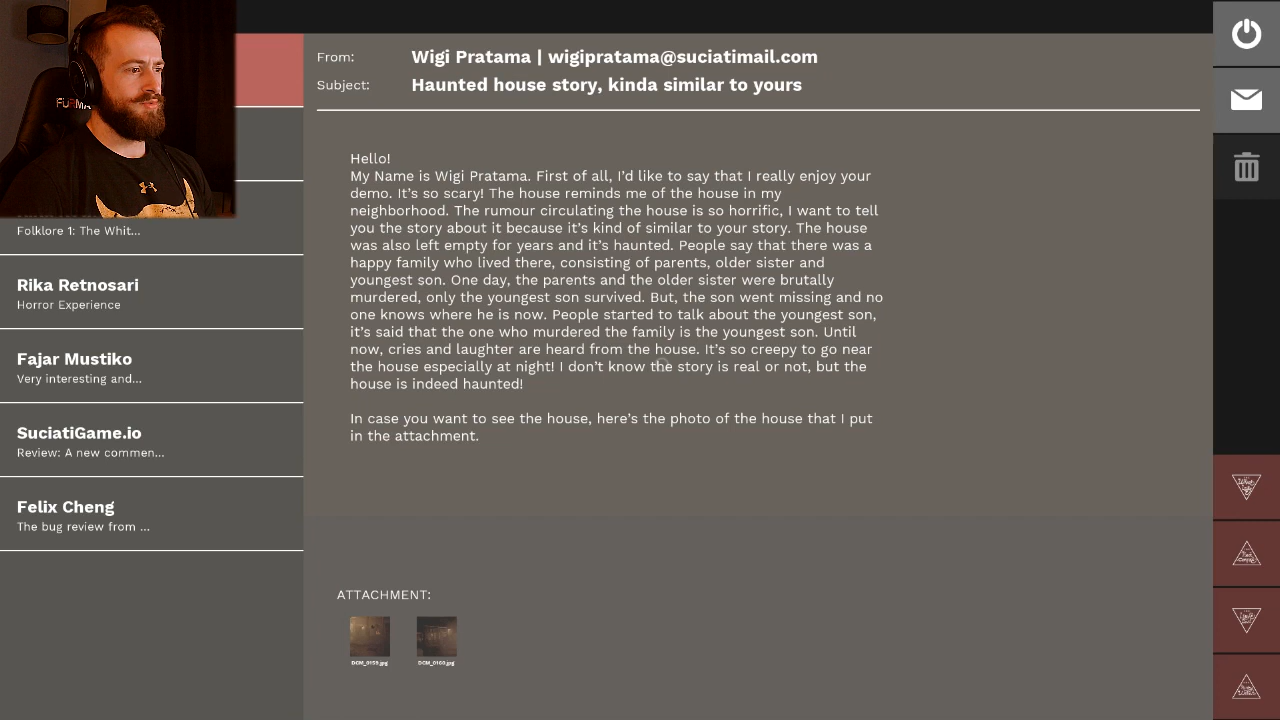 From: Wigi Pratama | wigipratama@suciatimail.com
Subject: Haunted house story, kinda similar to yours
Hello!
My Name is Wigi Pratama. First of all, I'd like to say that I really enjoy your
demo. It's so scary! The house reminds me of the house in my
neighborhood. The rumour circulating the house is so horrific, I want to tell
you the story about it because it's kind of similar to your story. The house
was also left empty for years and it's haunted. People say that there was a
happy family who lived there, consisting of parents, older sister and
youngest son. One day, the parents and the older sister were brutally
murdered, only the youngest son survived. But, the son went missing and no
one knows where he is now. People started to talk about the youngest son,
it's said that the one who murdered the family is the youngest son. Until
now, cries and laughter are heard from the house. It's so creepy to go near
the house especially at night! I don't know the story is real or not, but the
house is indeed haunted!
In case you want to see the house, here's the photo of the house that I put
in the attachment.
ATTACHMENT:
DCM_0159.jpg
DCM_0160.jpg
Folklore 1: The Whit...
Rika Retnosari
Horror Experience
Fajar Mustiko
Very interesting and...
SuciatiGame.io
Review: A new commen...
Felix Cheng
The bug review from ...